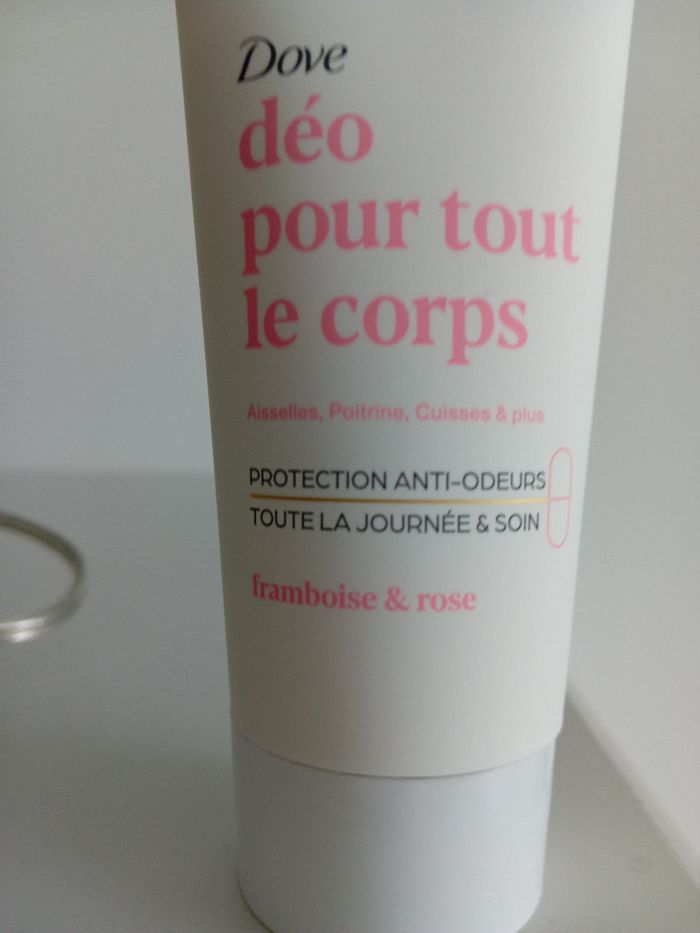 Dove
déo
pour tout
le corps
Aisselles, Poitrine, Cuisses & plus
PROTECTION ANTI-ODEURS
TOUTE LA JOURNÉE & SOIN
framboise & rose